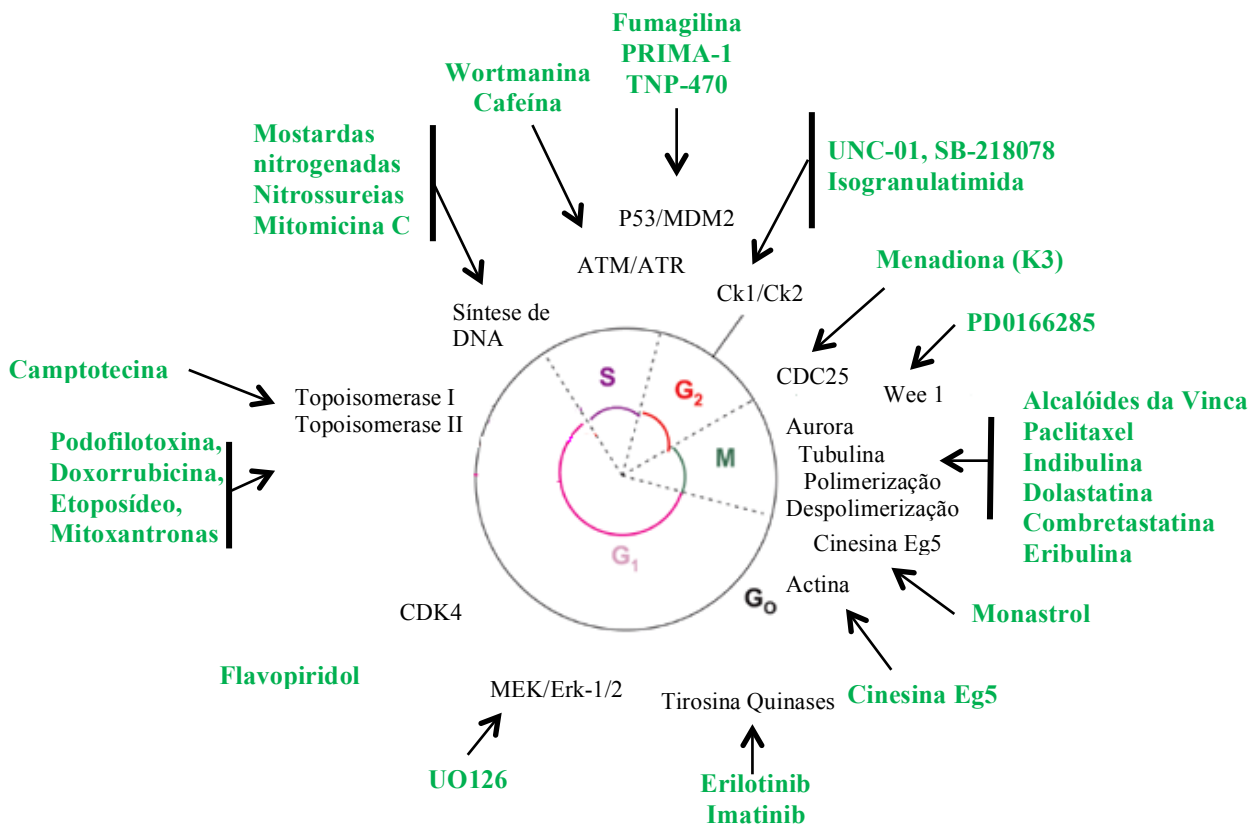 Fumagilina
PRIMA-1
TNP-470
Wortmanina
Cafeína
Mostardas
nitrogenadas
Nitrossureias
Mitomicina C
UNC-01, SB-218078
Isogranulatimida
P53/MDM2
ATM/ATR
Ck1/Ck2
Menadiona (K3)
Síntese de
DNA
PD0166285
Camptotecina
CDC25
Wee 1
S
G2
Topoisomerase I
Topoisomerase II
Alcalóides da Vinca
Paclitaxel
Indibulina
Dolastatina
Combretastatina
Eribulina
Aurora
Tubulina
Polimerização
Despolimerização
M
Podofilotoxina,
Doxorrubicina,
Etoposídeo,
Mitoxantronas
Cinesina Eg5
G1
Actina
G0
CDK4
Monastrol
Flavopiridol
MEK/Erk-1/2
Tirosina Quinases
Cinesina Eg5
UO126
Erilotinib
Imatinib